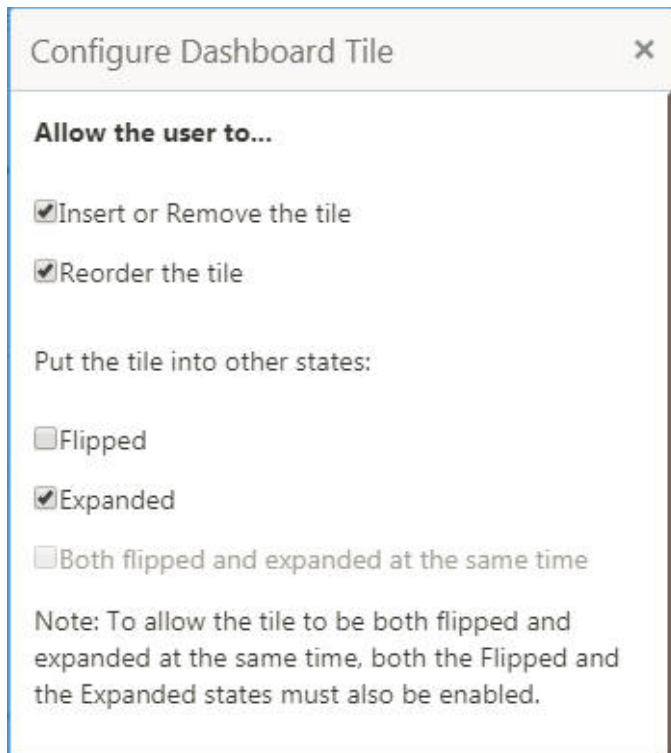 Configure Dashboard Tile
Allow the user to...
Insert or Remove the tile
Reorder the tile
Put the tile into other states:
Flipped
Expanded
Both flipped and expanded at the same time
Note: To allow the tile to be both flipped and
expanded at the same time, both the Flipped and
the Expanded states must also be enabled.